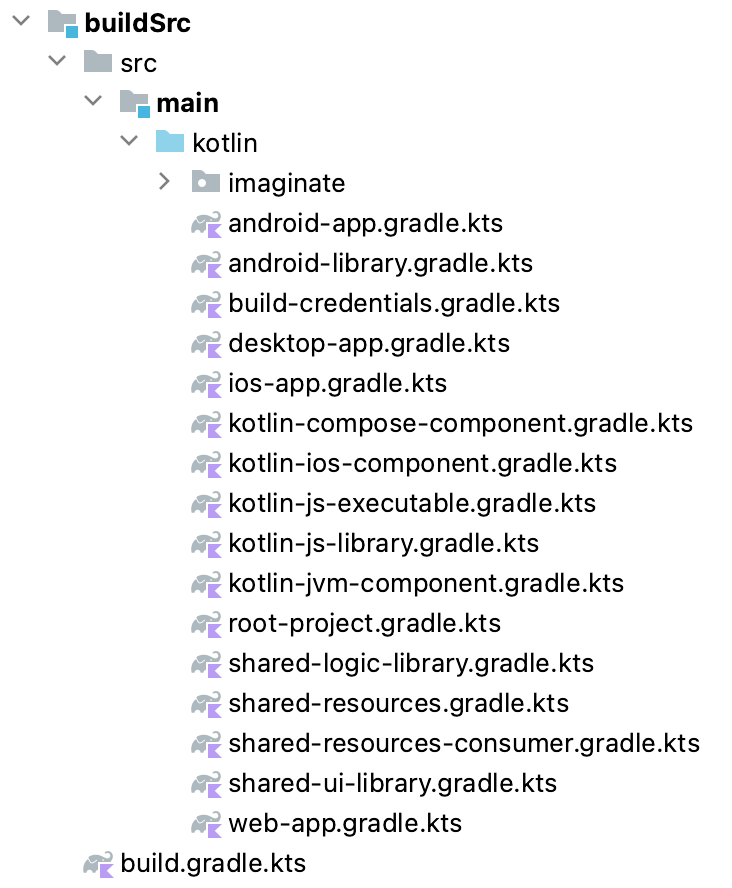 buildSrc
src
main
kotlin
imaginate
android-app.gradle.kts
android-library.gradle.kts
build-credentials.gradle.kts
desktop-app.gradle.kts
ios-app.gradle.kts
kotlin-compose-component.gradle.kts
kotlin-ios-component.gradle.kts
kotlin-js-executable.gradle.kts
kotlin-js-library.gradle.kts
kotlin-jvm-component.gradle.kts
root-project.gradle.kts
shared-logic-library.gradle.kts
shared-resources.gradle.kts
shared-resources-consumer.gradle.kts
shared-ui-library.gradle.kts
web-app.gradle.kts
build.gradle.kts